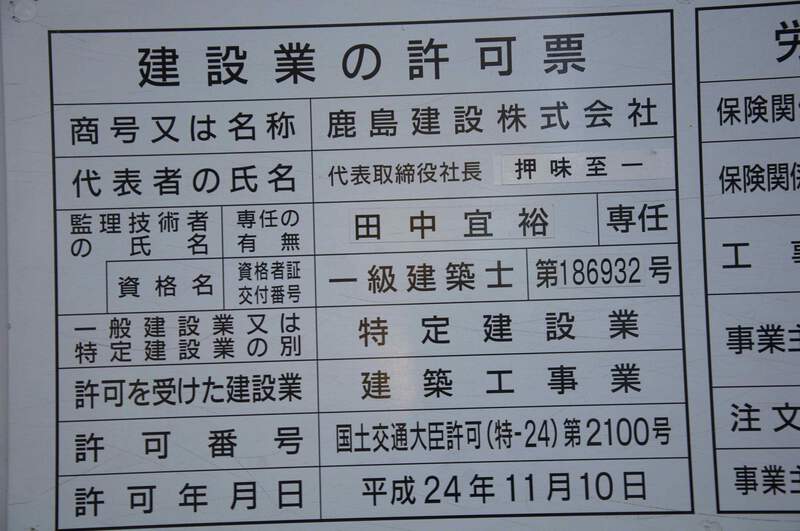 建設業の許可票
商号又は名称 鹿島建設株式会社
代表者の氏名 代表取締役社長 押味至一
監理技術者の氏名 専任の有無 田中宜裕 専任
資格名 資格者証交付番号 一級建築士 第186932号
一般建設業又は特定建設業の別 特定建設業
許可を受けた建設業 建築工事業
許可番号 国土交通大臣許可(特-24)第2100号
許可年月日 平成24年11月10日
労
保険関係
保険関係
工事
事業主
注文
事業主